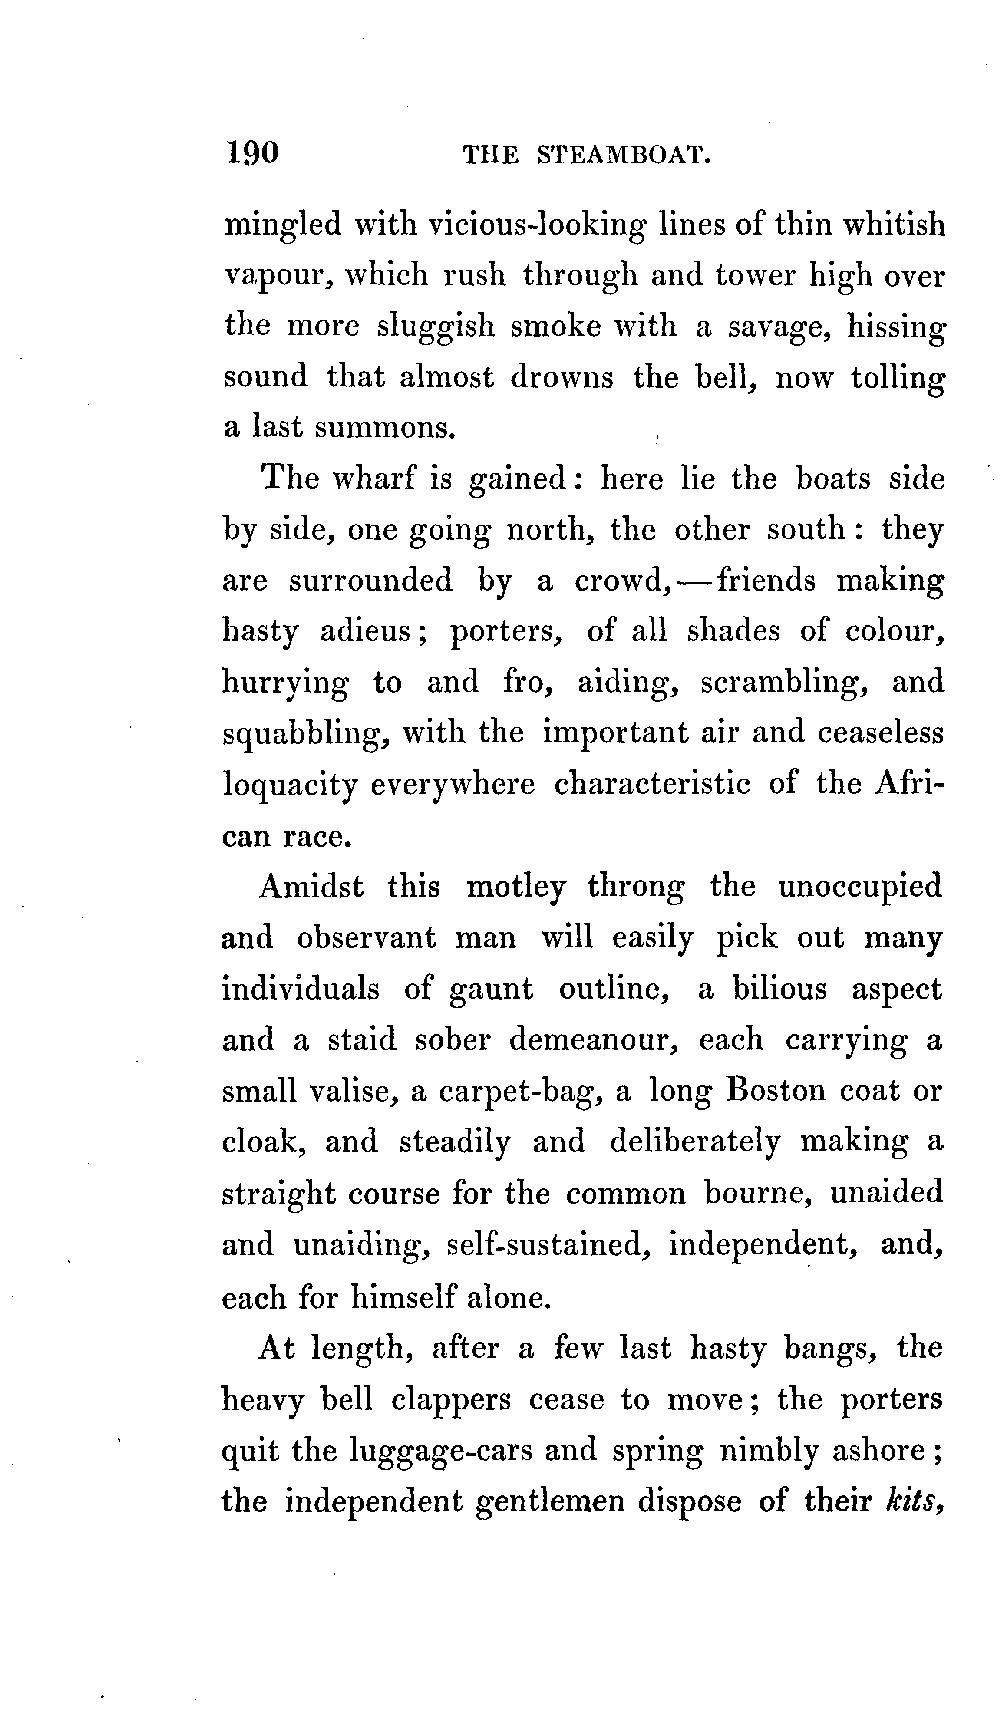 190 THE STEAMBOAT.
mingled with vicious-looking lines of thin whitish
vapour, which rush through and tower high over
the more sluggish smoke with a savage, hissing
sound that almost drowns the bell, now tolling
a last summons.
The wharf is gained: here lie the boats side
by side, one going north, the other south: they
are surrounded by a crowd,—friends making
hasty adieus; porters, of all shades of colour,
hurrying to and fro, aiding, scrambling, and
squabbling, with the important air and ceaseless
loquacity everywhere characteristic of the Afri-
can race.
Amidst this motley throng the unoccupied
and observant man will easily pick out many
individuals of gaunt outline, a bilious aspect
and a staid sober demeanour, each carrying a
small valise, a carpet-bag, a long Boston coat or
cloak, and steadily and deliberately making a
straight course for the common bourne, unaided
and unaiding, self-sustained, independent, and,
each for himself alone.
At length, after a few last hasty bangs, the
heavy bell clappers cease to move; the porters
quit the luggage-cars and spring nimbly ashore;
the independent gentlemen dispose of their kits,